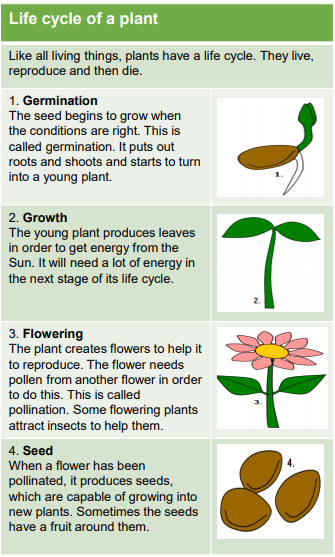 Life cycle of a plant
Like all living things, plants have a life cycle. They live,
reproduce and then die.
1. Germination
The seed begins to grow when
the conditions are right. This is
called germination. It puts out
roots and shoots and starts to turn
into a young plant.
1.
2. Growth
The young plant produces leaves
in order to get energy from the
Sun. It will need a lot of energy in
the next stage of its life cycle.
2.
3. Flowering
The plant creates flowers to help it
to reproduce. The flower needs
pollen from another flower in order
to do this. This is called
pollination. Some flowering plants
attract insects to help them.
3.
4. Seed
When a flower has been
pollinated, it produces seeds,
which are capable of growing into
new plants. Sometimes the seeds
have a fruit around them.
4.